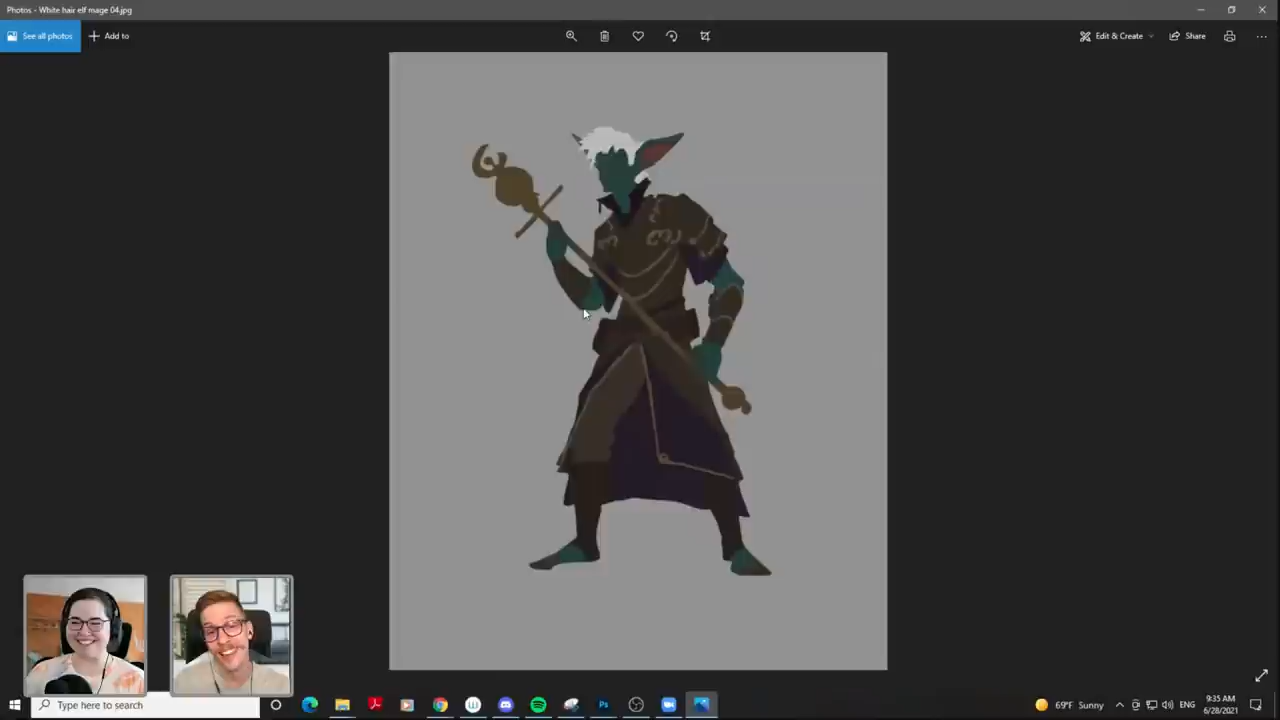 Photos - White hair elf mage 04.jpg
See all photos
Add to
Edit & Create
Share
Type here to search
Ps
69°F Sunny
ENG
9:35 AM
6/28/2021